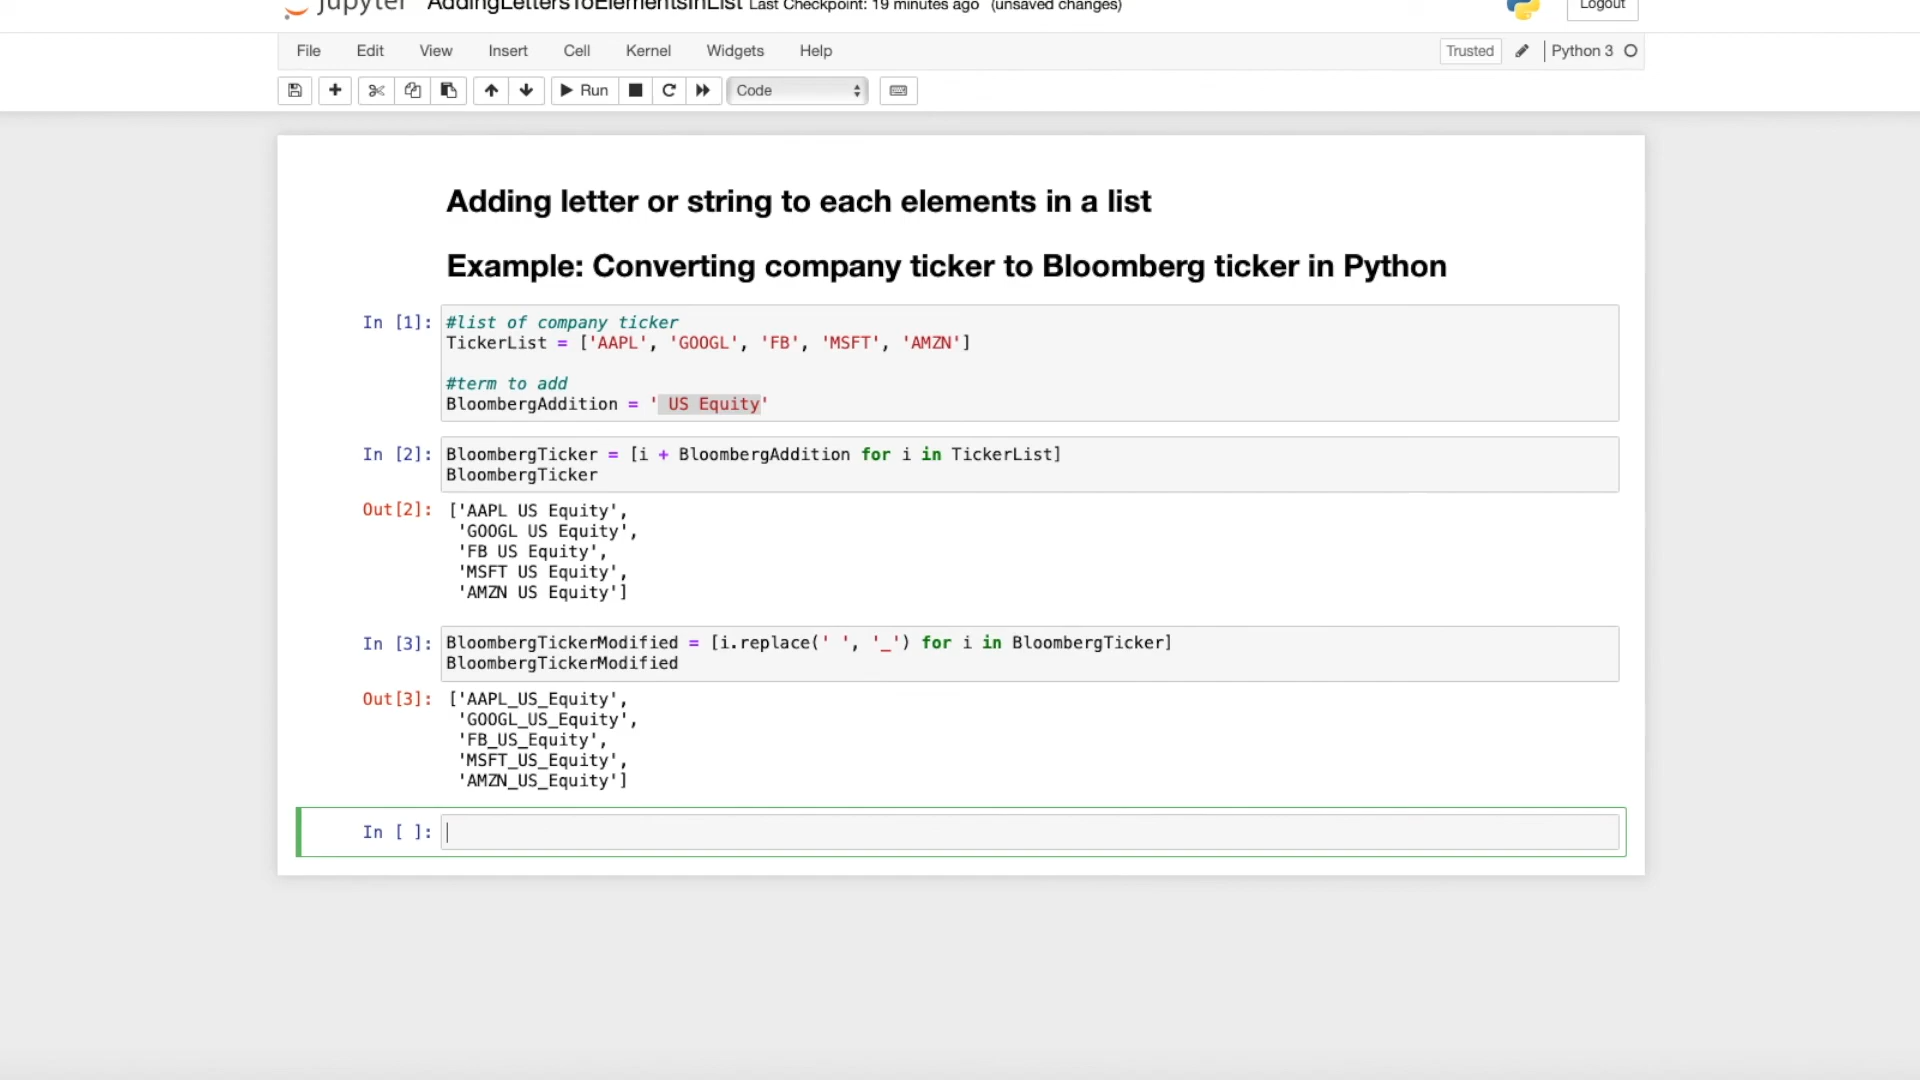 jupyter AddingLettersToElementsInList Last Checkpoint: 19 minutes ago (unsaved changes) Logout
File Edit View Insert Cell Kernel Widgets Help Trusted Python 3
Run Code
Adding letter or string to each elements in a list
Example: Converting company ticker to Bloomberg ticker in Python
In [1]: #list of company ticker
TickerList = ['AAPL', 'GOOGL', 'FB', 'MSFT', 'AMZN']
#term to add
BloombergAddition = ' US Equity'
In [2]: BloombergTicker = [i + BloombergAddition for i in TickerList]
BloombergTicker
Out[2]: ['AAPL US Equity',
'GOOGL US Equity',
'FB US Equity',
'MSFT US Equity',
'AMZN US Equity']
In [3]: BloombergTickerModified = [i.replace(' ', '_') for i in BloombergTicker]
BloombergTickerModified
Out[3]: ['AAPL_US_Equity',
'GOOGL_US_Equity',
'FB_US_Equity',
'MSFT_US_Equity',
'AMZN_US_Equity']
In [ ]: